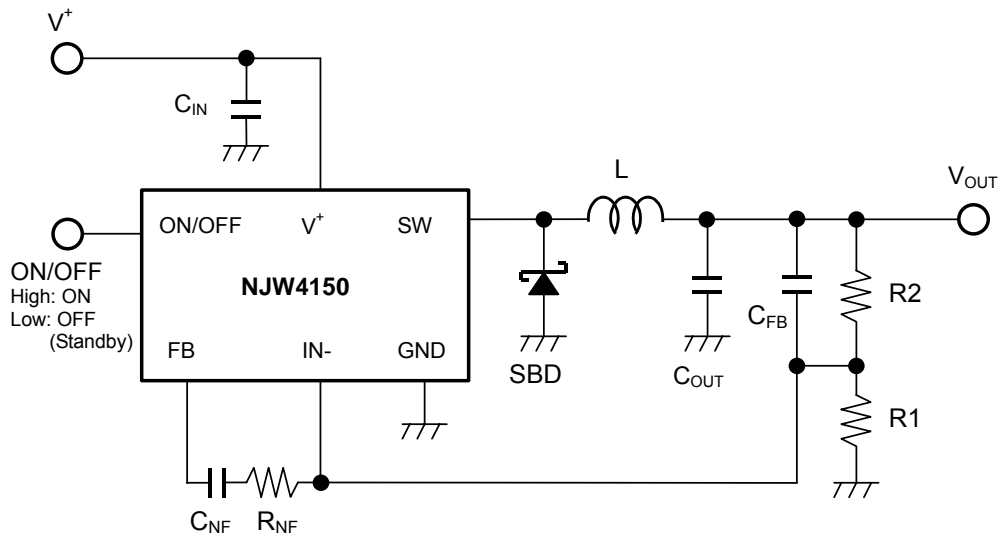 V+
CIN
L
VOUT
ON/OFF V+ SW
ON/OFF
High: ON
Low: OFF
(Standby)
NJW4150
FB IN- GND
SBD
COUT
CFB
R2
R1
CNF RNF